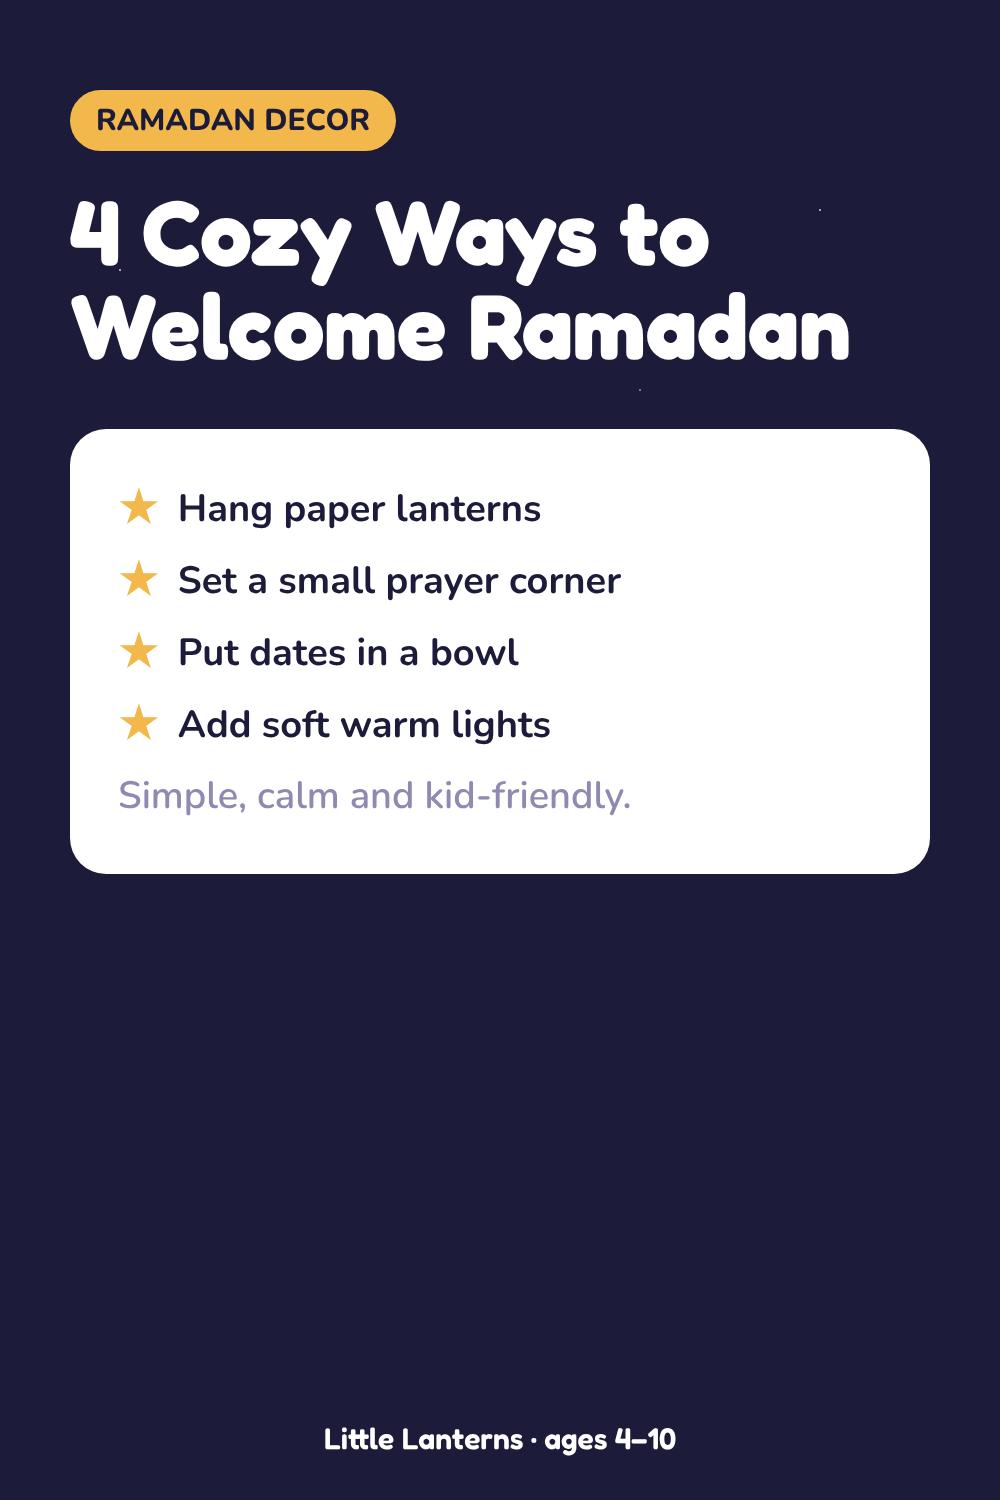 RAMADAN DECOR
4 Cozy Ways to
Welcome Ramadan
★ Hang paper lanterns
★ Set a small prayer corner
★ Put dates in a bowl
★ Add soft warm lights
Simple, calm and kid-friendly.
Little Lanterns · ages 4–10